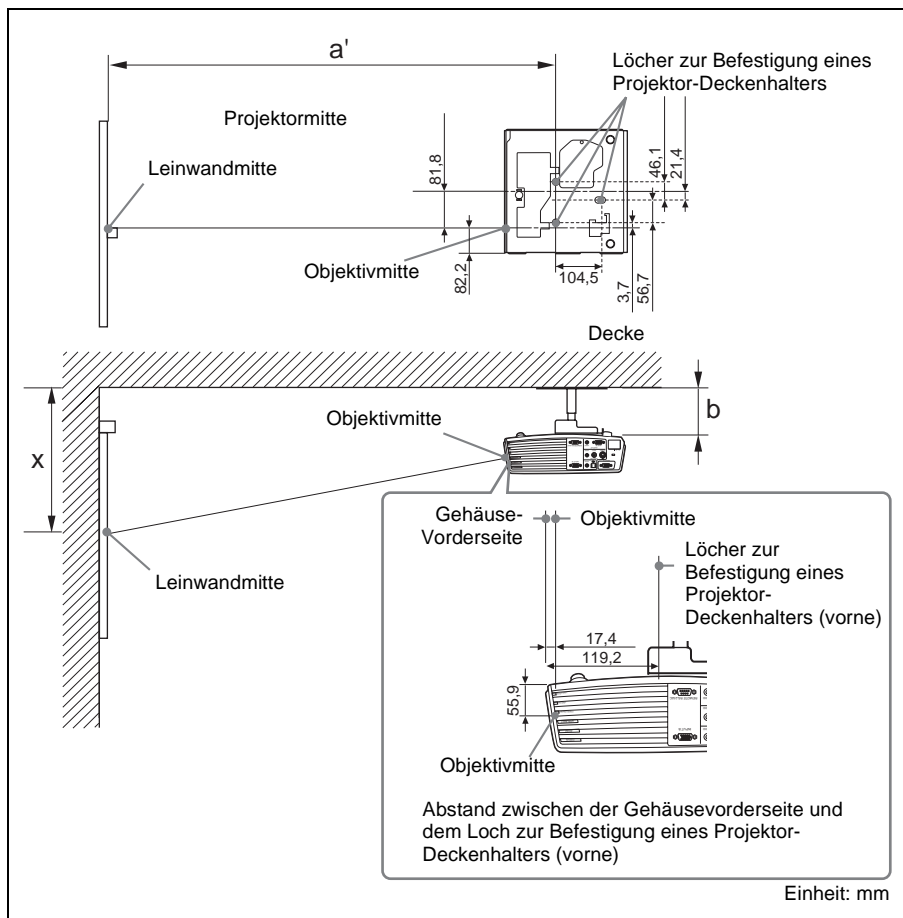 a'
Löcher zur Befestigung eines
Projektor-Deckenhalters
Projektormitte
Leinwandmitte
81,8
46,1
21,4
Objektivmitte
82,2
104,5
3,7
56,7
Decke
x
Objektivmitte
b
Gehäuse-
Vorderseite
Objektivmitte
Leinwandmitte
Löcher zur
Befestigung eines
Projektor-
Deckenhalters (vorne)
17,4
119,2
55,9
Objektivmitte
Abstand zwischen der Gehäusevorderseite und
dem Loch zur Befestigung eines Projektor-
Deckenhalters (vorne)
Einheit: mm